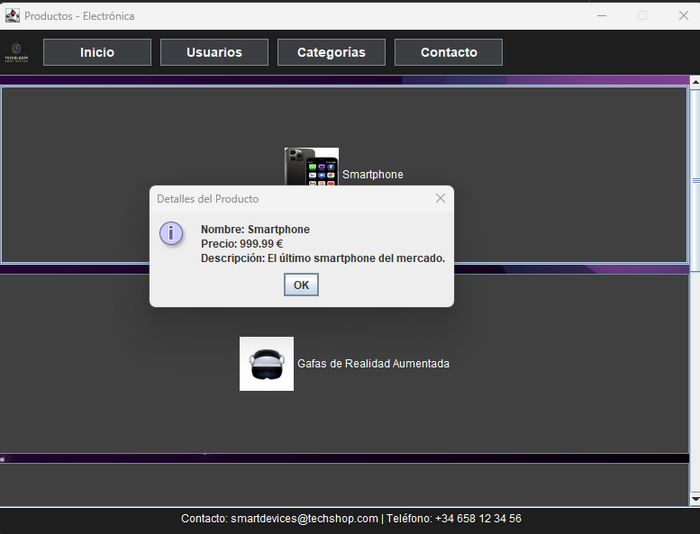 Productos - Electrónica
Inicio
Usuarios
Categorías
Contacto
Smartphone
Detalles del Producto
Nombre: Smartphone
Precio: 999.99 €
Descripción: El último smartphone del mercado.
OK
Gafas de Realidad Aumentada
Contacto: smartdevices@techshop.com | Teléfono: +34 658 12 34 56